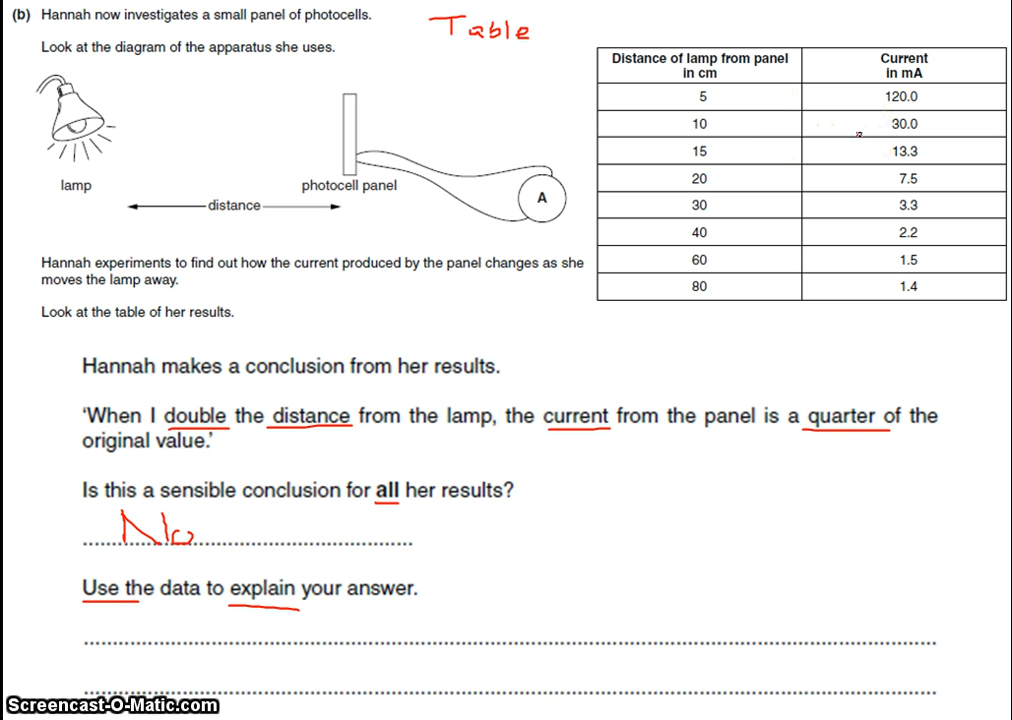 (b) Hannah now investigates a small panel of photocells.
Table
Look at the diagram of the apparatus she uses.
lamp
photocell panel
distance
A
Distance of lamp from panel in cm Current in mA
5 120.0
10 30.0
15 13.3
20 7.5
30 3.3
40 2.2
60 1.5
80 1.4
Hannah experiments to find out how the current produced by the panel changes as she
moves the lamp away.
Look at the table of her results.
Hannah makes a conclusion from her results.
‘When I double the distance from the lamp, the current from the panel is a quarter of the
original value.’
Is this a sensible conclusion for all her results?
No
Use the data to explain your answer.
Screencast-O-Matic.com